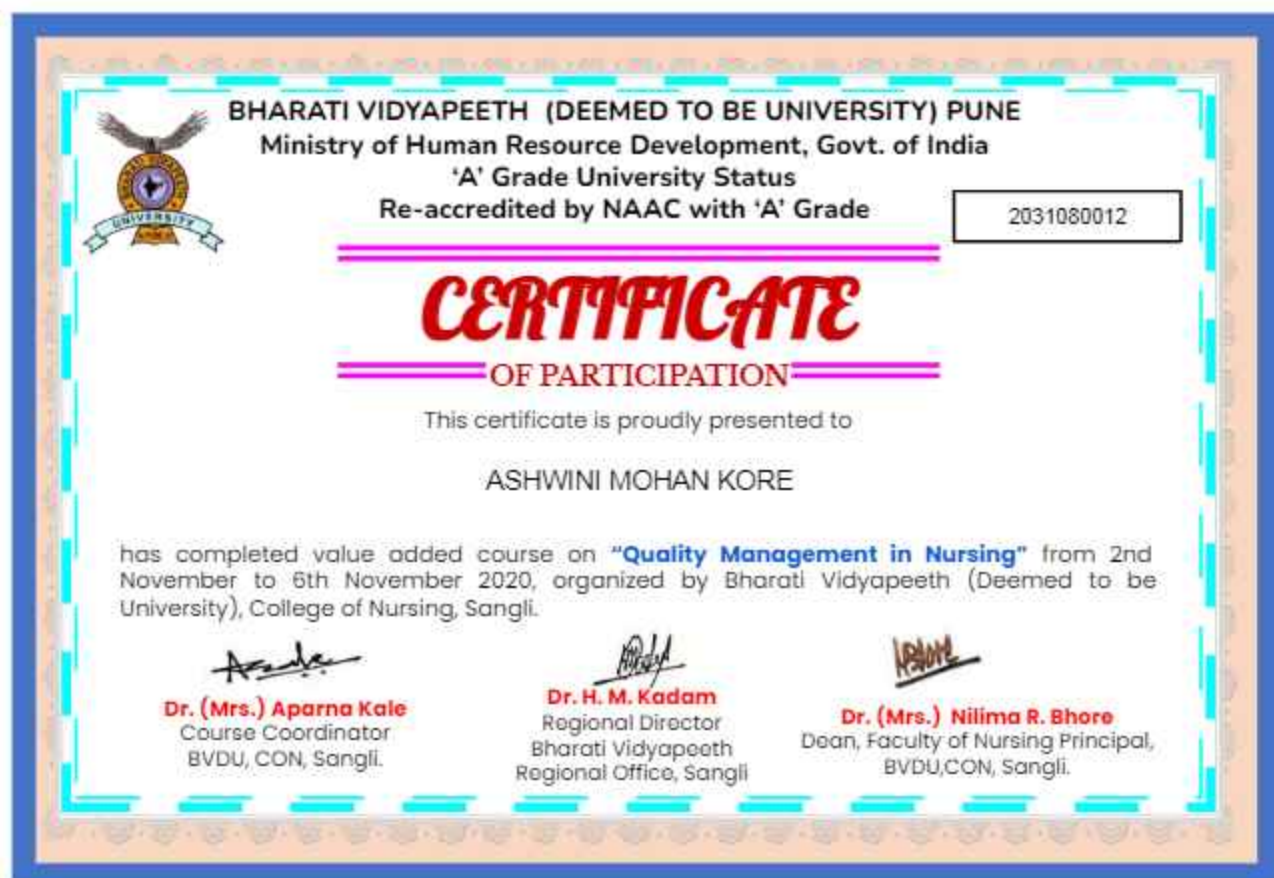 BHARATI VIDYAPEETH (DEEMED TO BE UNIVERSITY) PUNE
Ministry of Human Resource Development, Govt. of India
‘A’ Grade University Status
Re-accredited by NAAC with ‘A’ Grade
2031080012
BHARATI VIDYAPEETH
UNIVERSITY
CERTIFICATE
OF PARTICIPATION
This certificate is proudly presented to
ASHWINI MOHAN KORE
has completed value added course on “Quality Management in Nursing” from 2nd
November to 6th November 2020, organized by Bharati Vidyapeeth (Deemed to be
University), College of Nursing, Sangli.
Dr. (Mrs.) Aparna Kale
Course Coordinator
BVDU, CON, Sangli.
Dr. H. M. Kadam
Regional Director
Bharati Vidyapeeth
Regional Office, Sangli
Dr. (Mrs.) Nilima R. Bhore
Dean, Faculty of Nursing Principal,
BVDU,CON, Sangli.